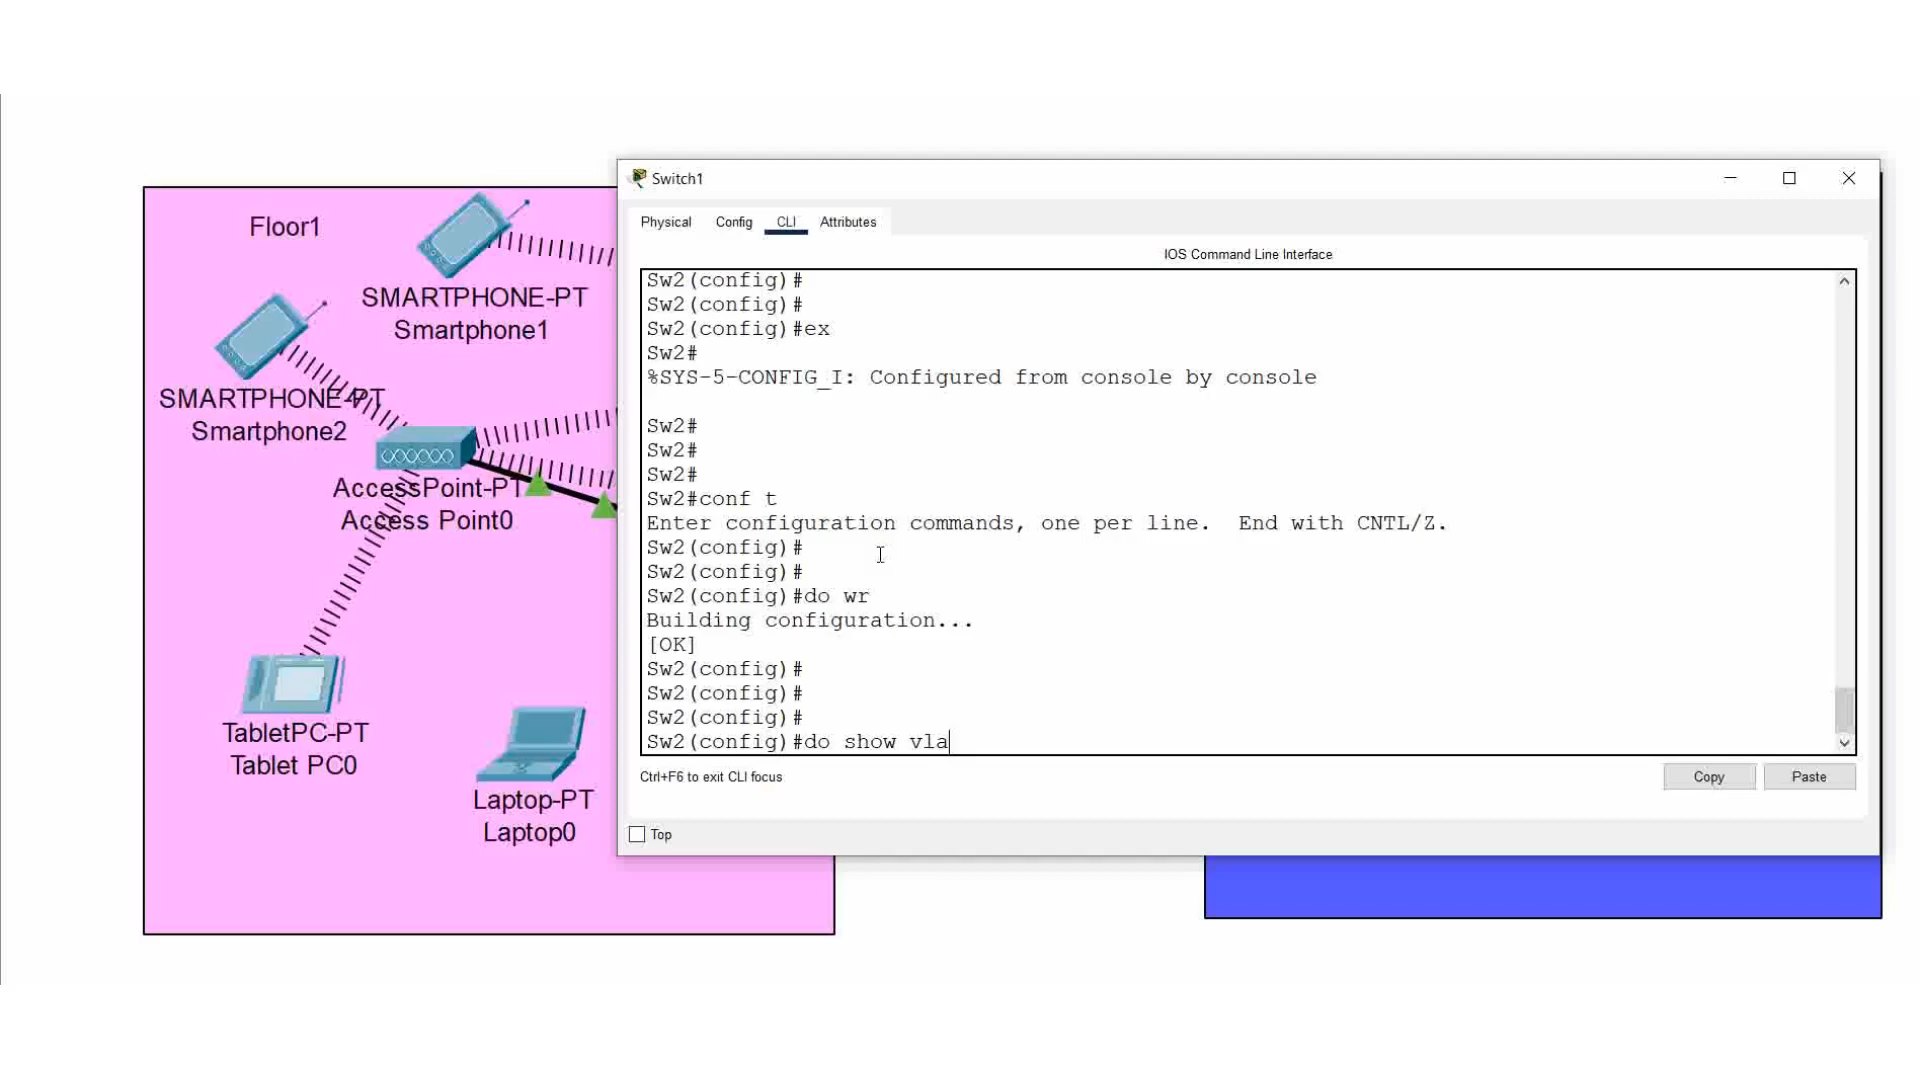 Floor1
SMARTPHONE-PT
Smartphone1
SMARTPHONE-PT
Smartphone2
AccessPoint-PT
Access Point0
TabletPC-PT
Tablet PC0
Laptop-PT
Laptop0
Switch1
Physical Config CLI Attributes
IOS Command Line Interface
Sw2(config)#
Sw2(config)#
Sw2(config)#ex
Sw2#
%SYS-5-CONFIG_I: Configured from console by console
Sw2#
Sw2#
Sw2#
Sw2#conf t
Enter configuration commands, one per line.  End with CNTL/Z.
Sw2(config)#
Sw2(config)#
Sw2(config)#do wr
Building configuration...
[OK]
Sw2(config)#
Sw2(config)#
Sw2(config)#
Sw2(config)#do show vla
Ctrl+F6 to exit CLI focus
Copy Paste
Top